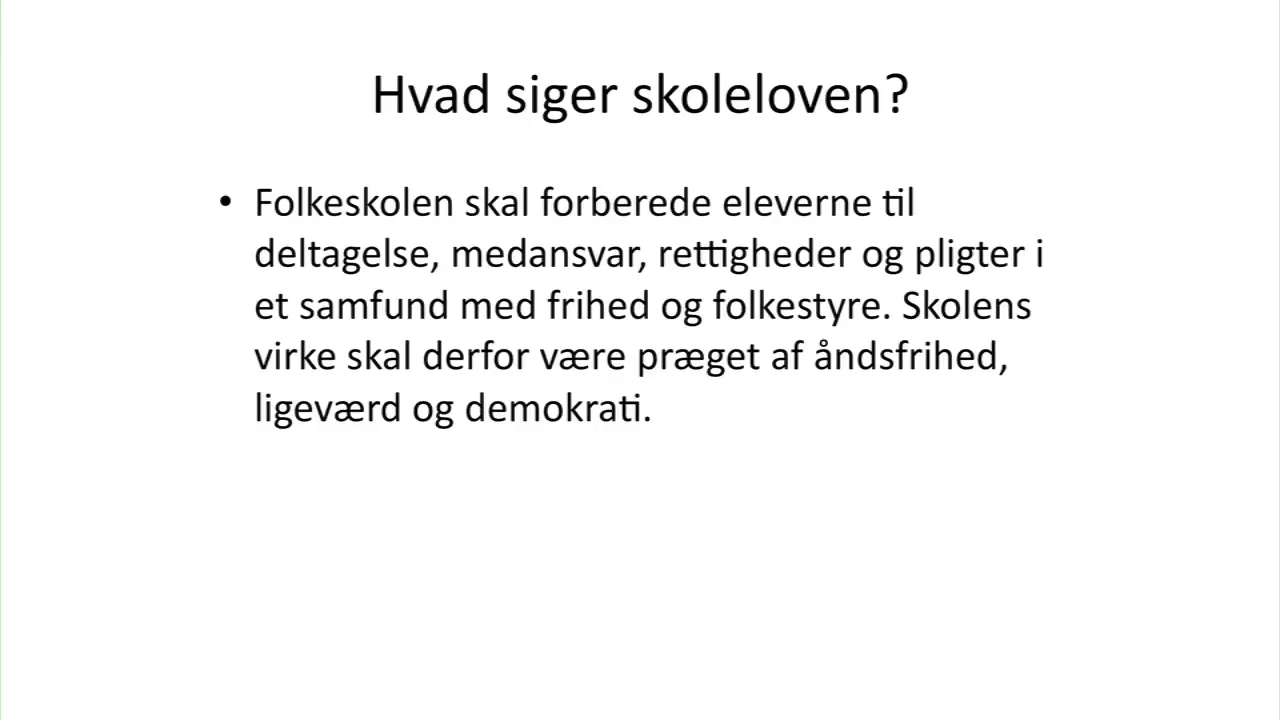 Hvad siger skoleloven?
• Folkeskolen skal forberede eleverne til
deltagelse, medansvar, rettigheder og pligter i
et samfund med frihed og folkestyre. Skolens
virke skal derfor være præget af åndsfrihed,
ligeværd og demokrati.